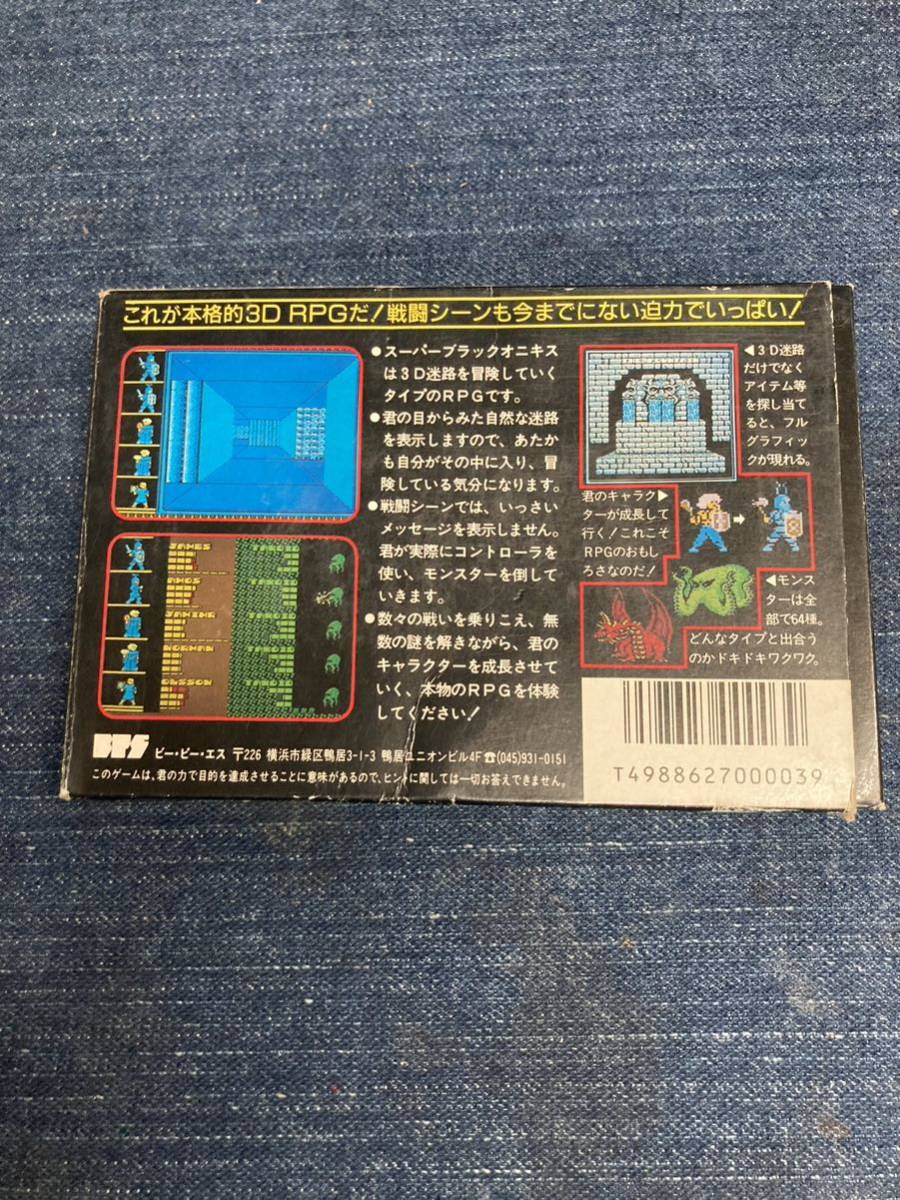 これが本格的3D RPGだ!戦闘シーンも今までにない迫力でいっぱい!
●スーパーブラックオニキス
は3D迷路を冒険していく
タイプのRPGです。
●君の目からみた自然な迷路
を表示しますので、あたか
も自分がその中に入り、冒
険している気分になります。
●戦闘シーンでは、いっさい
メッセージを表示しません。
君が実際にコントローラを
使い、モンスターを倒して
いきます。
●数々の戦いを乗りこえ、無
数の謎を解きながら、君の
キャラクターを成長させて
いく、本物のRPGを体験
してください!
◀3D迷路
だけでなく
アイテム等
を探し当て
ると、フル
グラフィッ
クが現れる。
君のキャラク▶
ターが成長して
行く!これこそ
RPGのおもし
ろさなのだ!
◀モンス
ターは全
部で64種。
どんなタイプと出合う
のかドキドキワクワク。
BPS ビー・ピー・エス 〒226 横浜市緑区鴨居3-1-3 鴨居ユニオンビル4F☎(045)931-0151
このゲームは、君の力で目的を達成させることに意味があるので、ヒントに関しては一切お答えできません。
T4988627000039